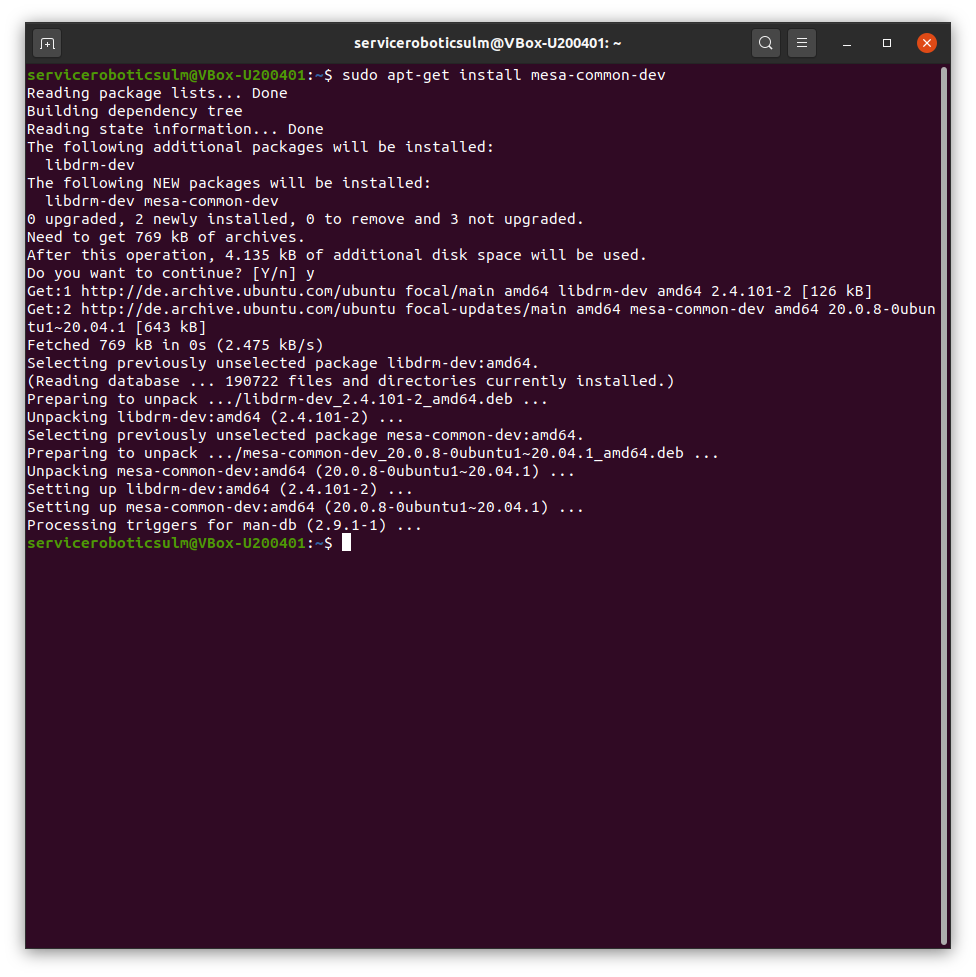 serviceroboticsulm@VBox-U200401: ~
serviceroboticsulm@VBox-U200401:~$ sudo apt-get install mesa-common-dev
Reading package lists... Done
Building dependency tree
Reading state information... Done
The following additional packages will be installed:
  libdrm-dev
The following NEW packages will be installed:
  libdrm-dev mesa-common-dev
0 upgraded, 2 newly installed, 0 to remove and 3 not upgraded.
Need to get 769 kB of archives.
After this operation, 4.135 kB of additional disk space will be used.
Do you want to continue? [Y/n] y
Get:1 http://de.archive.ubuntu.com/ubuntu focal/main amd64 libdrm-dev amd64 2.4.101-2 [126 kB]
Get:2 http://de.archive.ubuntu.com/ubuntu focal-updates/main amd64 mesa-common-dev amd64 20.0.8-0ubun
tu1~20.04.1 [643 kB]
Fetched 769 kB in 0s (2.475 kB/s)
Selecting previously unselected package libdrm-dev:amd64.
(Reading database ... 190722 files and directories currently installed.)
Preparing to unpack .../libdrm-dev_2.4.101-2_amd64.deb ...
Unpacking libdrm-dev:amd64 (2.4.101-2) ...
Selecting previously unselected package mesa-common-dev:amd64.
Preparing to unpack .../mesa-common-dev_20.0.8-0ubuntu1~20.04.1_amd64.deb ...
Unpacking mesa-common-dev:amd64 (20.0.8-0ubuntu1~20.04.1) ...
Setting up libdrm-dev:amd64 (2.4.101-2) ...
Setting up mesa-common-dev:amd64 (20.0.8-0ubuntu1~20.04.1) ...
Processing triggers for man-db (2.9.1-1) ...
serviceroboticsulm@VBox-U200401:~$